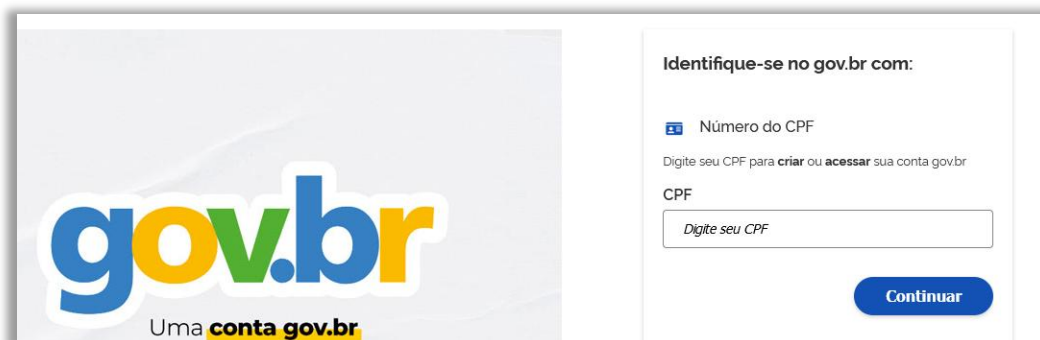 gov.br
Uma conta gov.br
Identifique-se no gov.br com:
Número do CPF
Digite seu CPF para criar ou acessar sua conta gov.br
CPF
Digite seu CPF
Continuar